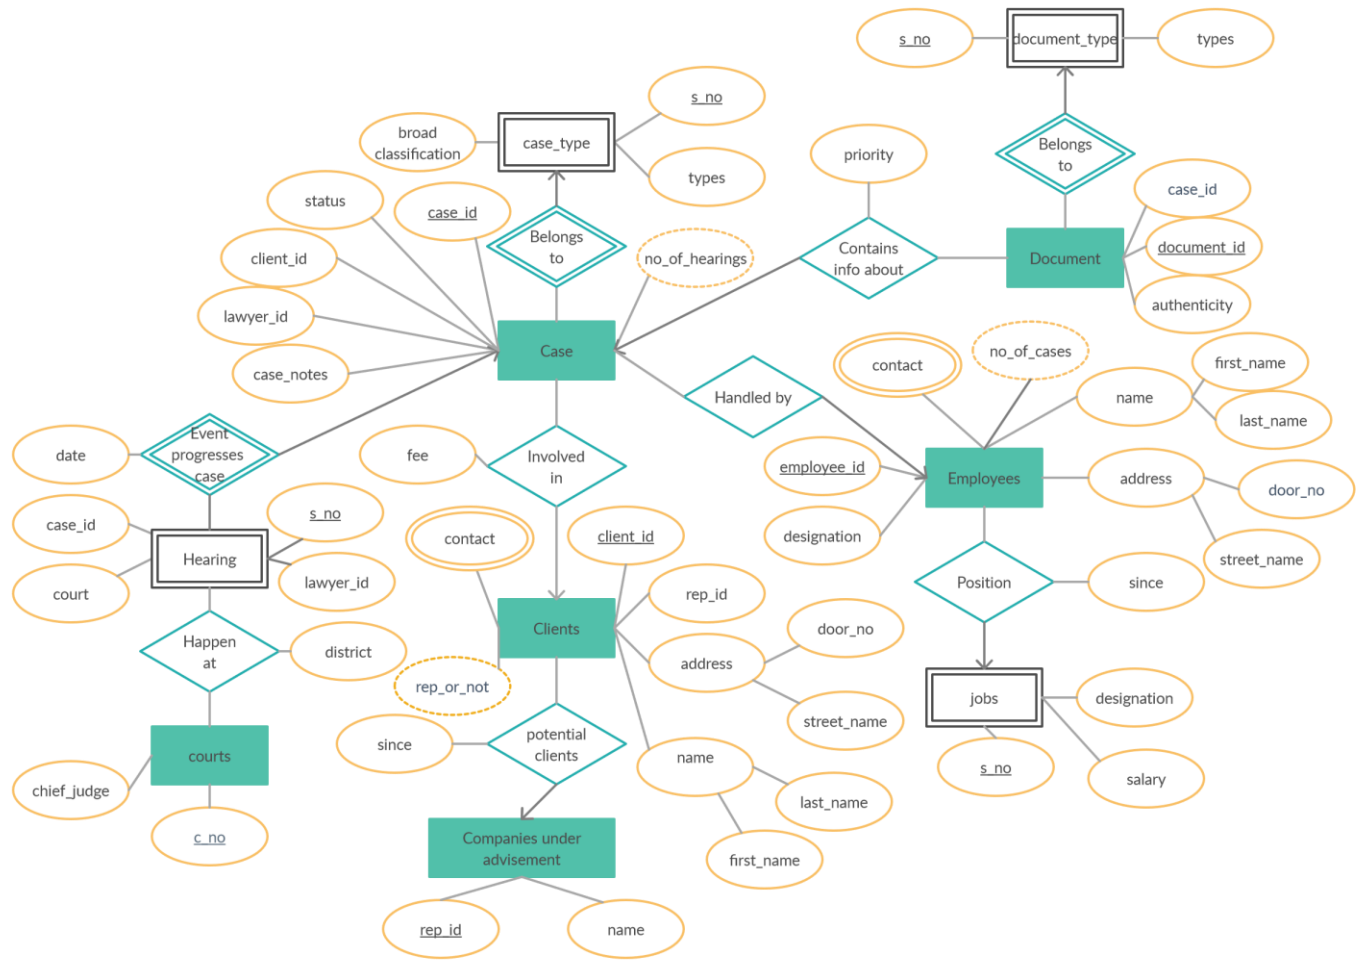 s_no
document_type
types
s_no
broad
classification
case_type
types
priority
Belongs
to
case_id
status
case_id
Belongs
to
no_of_hearings
Contains
info about
Document
document_id
client_id
authenticity
lawyer_id
case_notes
Case
contact
no_of_cases
first_name
name
last_name
Handled by
date
Event
progresses
case
fee
Involved
in
employee_id
Employees
address
door_no
case_id
s_no
contact
client_id
designation
street_name
Hearing
lawyer_id
court
rep_id
Position
since
Clients
door_no
Happen
at
district
address
rep_or_not
street_name
jobs
designation
since
potential
clients
name
s_no
salary
courts
chief_judge
last_name
c_no
Companies under
advisement
first_name
rep_id
name